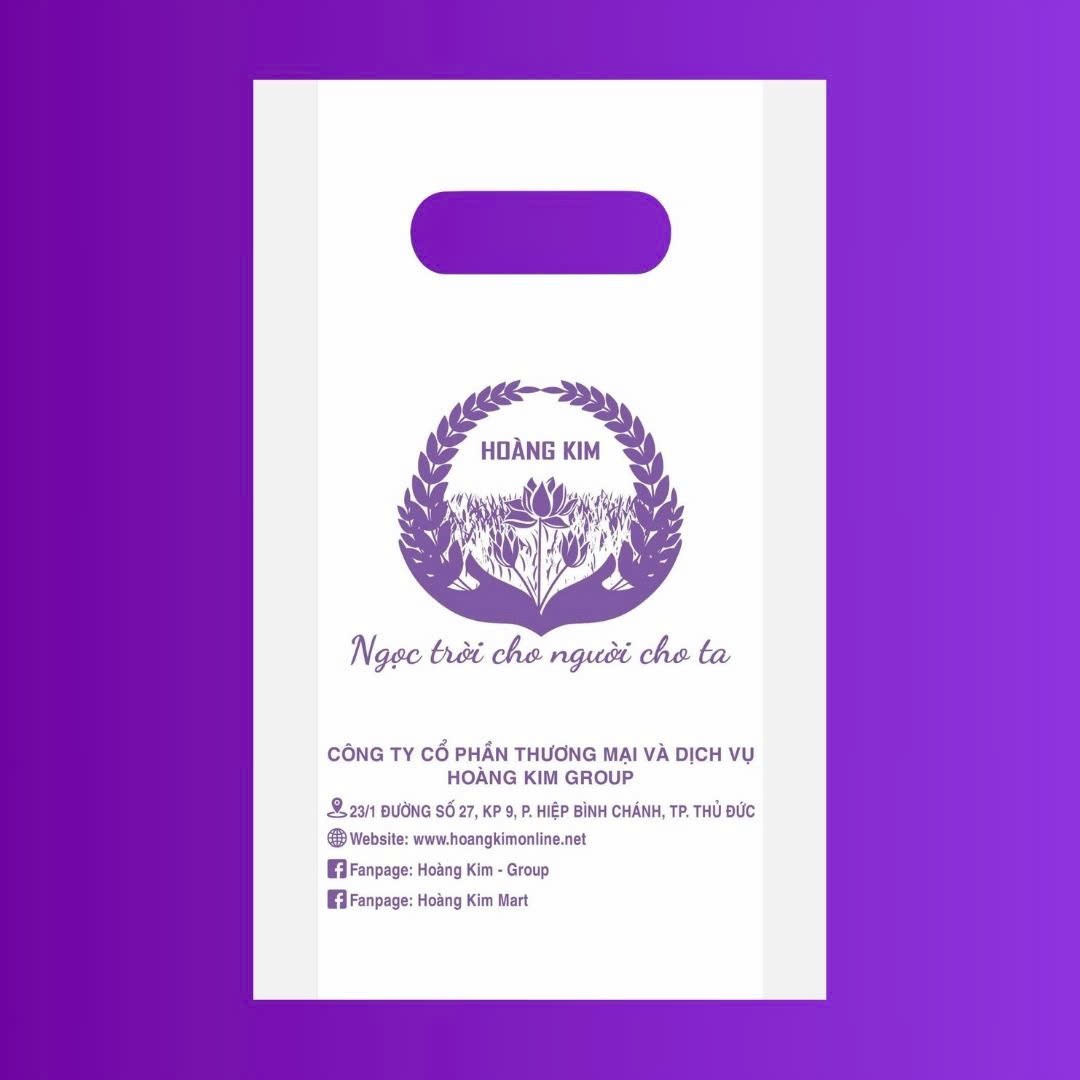 HOÀNG KIM
Ngọc trời cho người cho ta
CÔNG TY CỔ PHẦN THƯƠNG MẠI VÀ DỊCH VỤ
HOÀNG KIM GROUP
23/1 ĐƯỜNG SỐ 27, KP 9, P. HIỆP BÌNH CHÁNH, TP. THỦ ĐỨC
Website: www.hoangkimonline.net
Fanpage: Hoàng Kim - Group
Fanpage: Hoàng Kim Mart